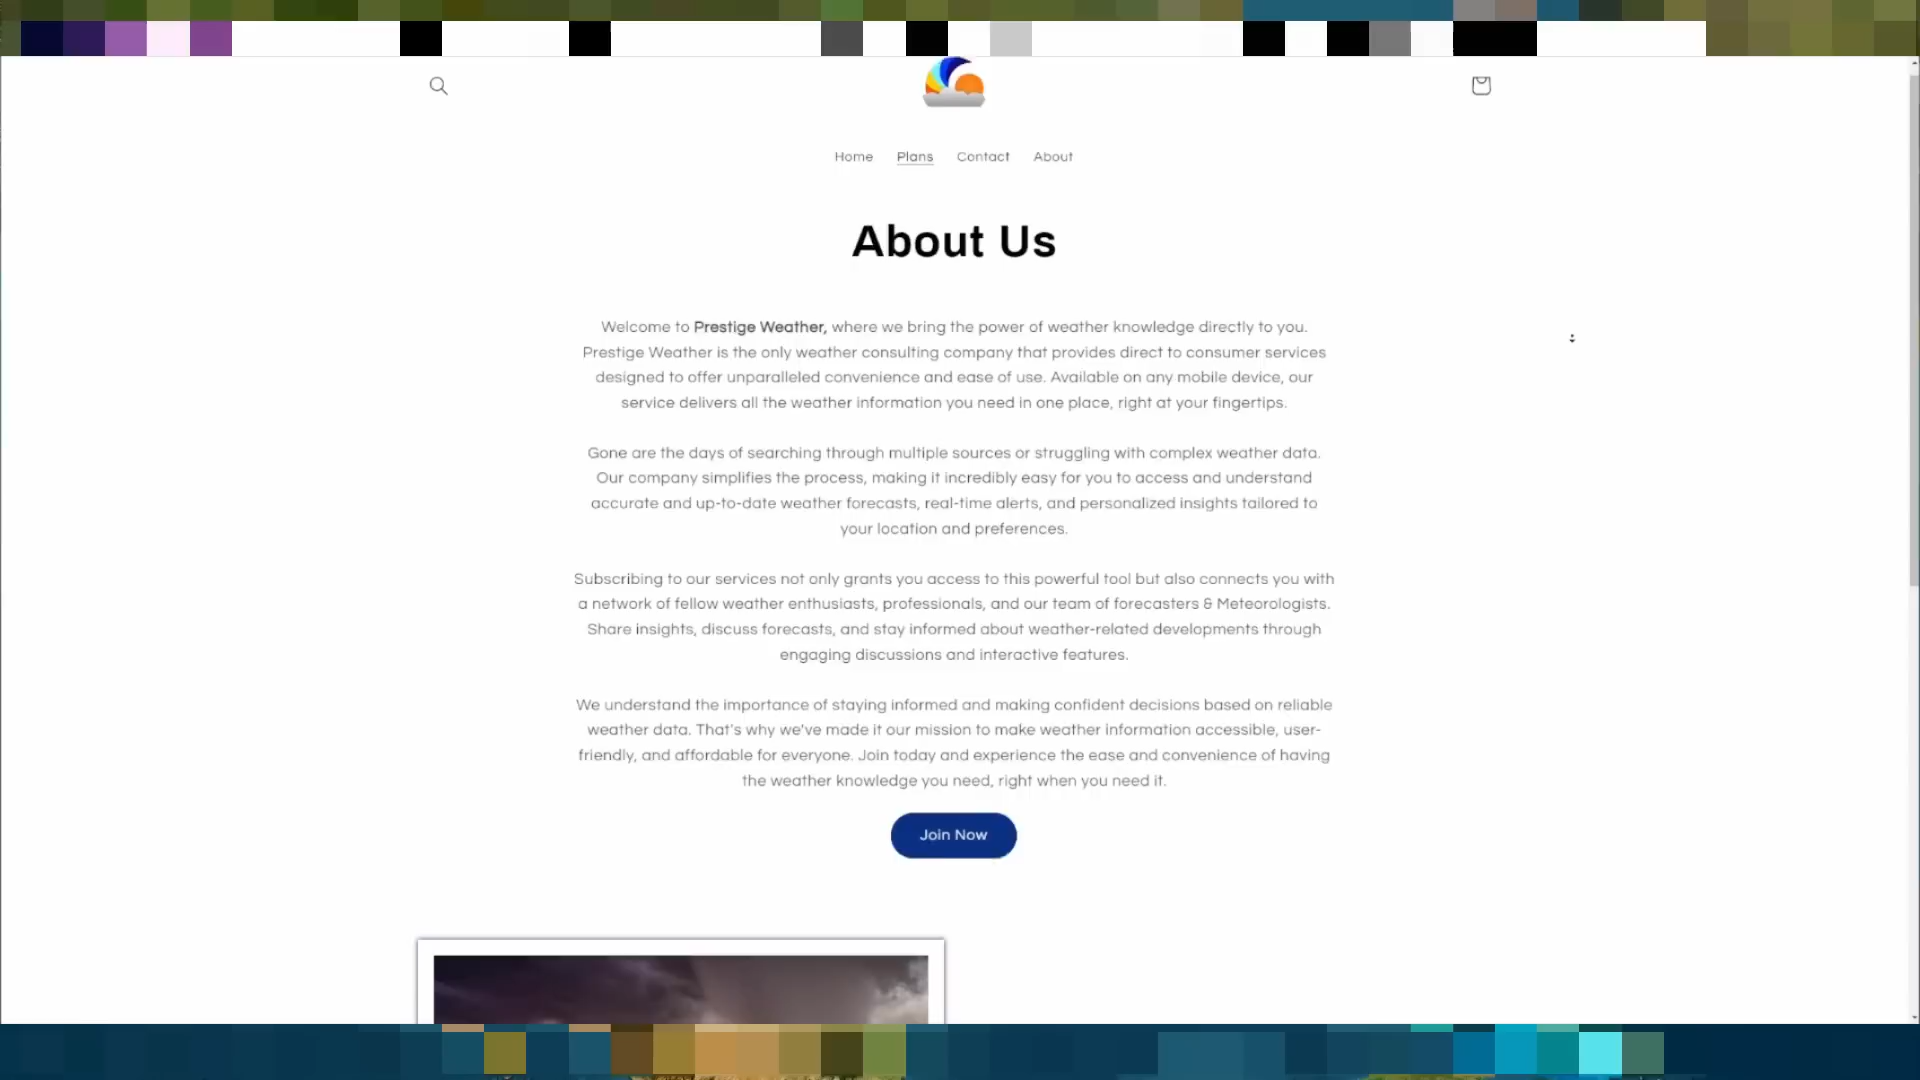 Home Plans Contact About
About Us
Welcome to Prestige Weather, where we bring the power of weather knowledge directly to you.
Prestige Weather is the only weather consulting company that provides direct to consumer services
designed to offer unparalleled convenience and ease of use. Available on any mobile device, our
service delivers all the weather information you need in one place, right at your fingertips.
Gone are the days of searching through multiple sources or struggling with complex weather data.
Our company simplifies the process, making it incredibly easy for you to access and understand
accurate and up-to-date weather forecasts, real-time alerts, and personalized insights tailored to
your location and preferences.
Subscribing to our services not only grants you access to this powerful tool but also connects you with
a network of fellow weather enthusiasts, professionals, and our team of forecasters & Meteorologists.
Share insights, discuss forecasts, and stay informed about weather-related developments through
engaging discussions and interactive features.
We understand the importance of staying informed and making confident decisions based on reliable
weather data. That's why we've made it our mission to make weather information accessible, user-
friendly, and affordable for everyone. Join today and experience the ease and convenience of having
the weather knowledge you need, right when you need it.
Join Now